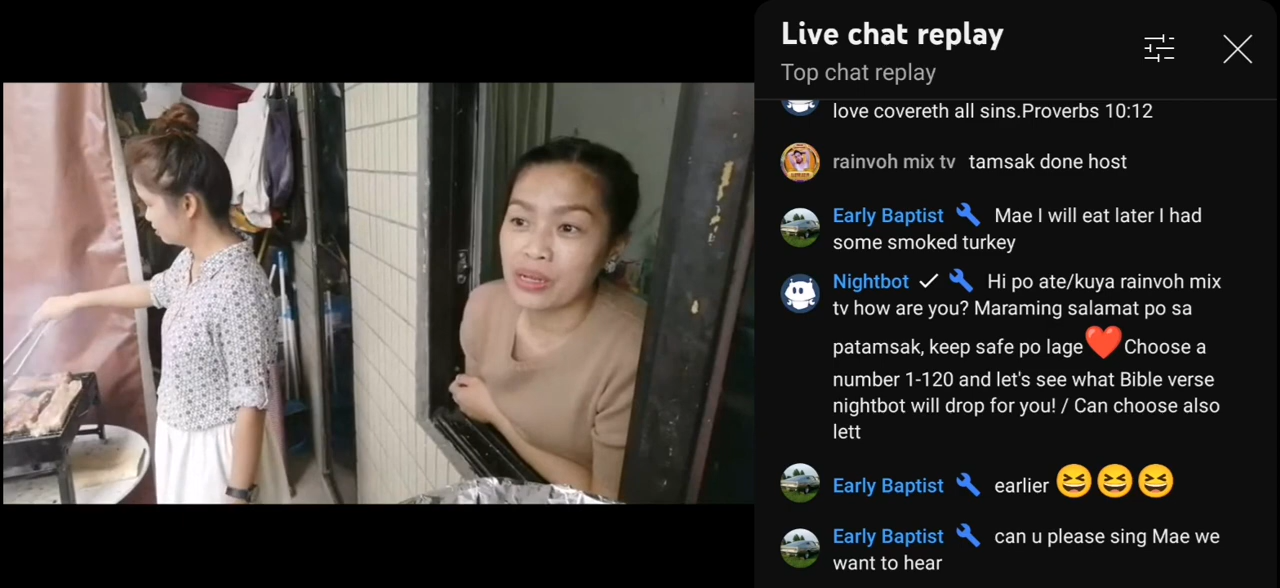 Live chat replay
Top chat replay
love covereth all sins.Proverbs 10:12
rainvoh mix tv tamsak done host
Early Baptist Mae I will eat later I had
some smoked turkey
Nightbot Hi po ate/kuya rainvoh mix
tv how are you? Maraming salamat po sa
patamsak, keep safe po lage❤️Choose a
number 1-120 and let's see what Bible verse
nightbot will drop for you! / Can choose also
lett
Early Baptist earlier 😆😆😆
Early Baptist can u please sing Mae we
want to hear